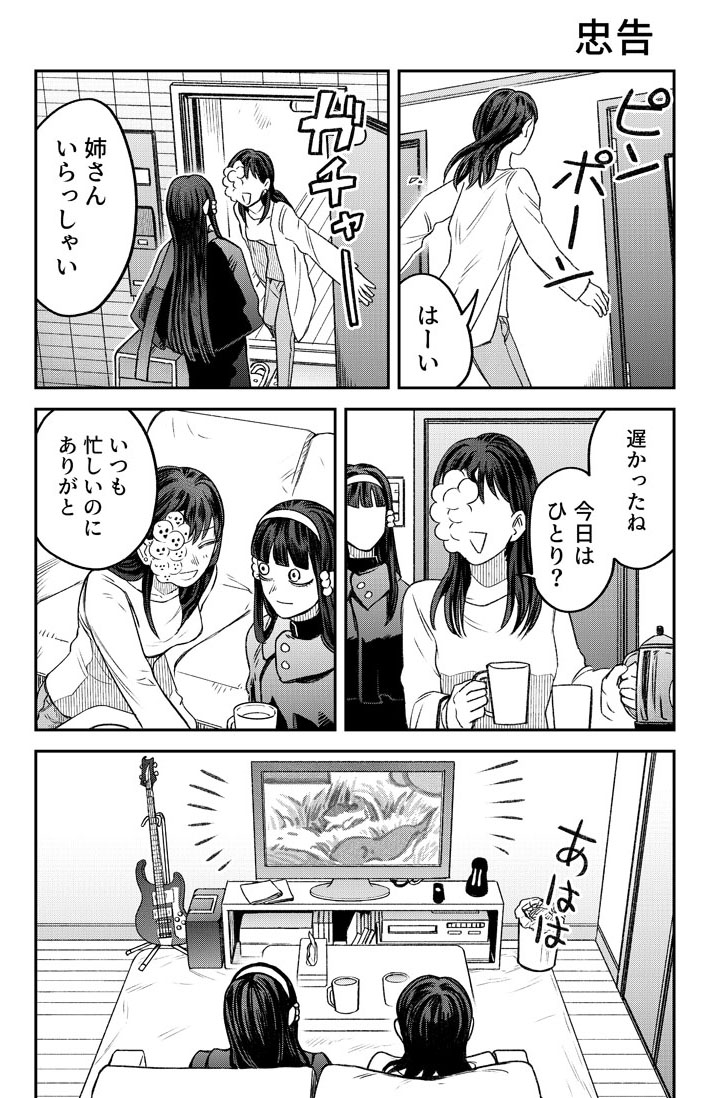 忠告
ピンポーン
はーい
ガチャー
姉さん
いらっしゃい
遅かったね
今日は
ひとり？
いつも
忙しいのに
ありがと
あはは